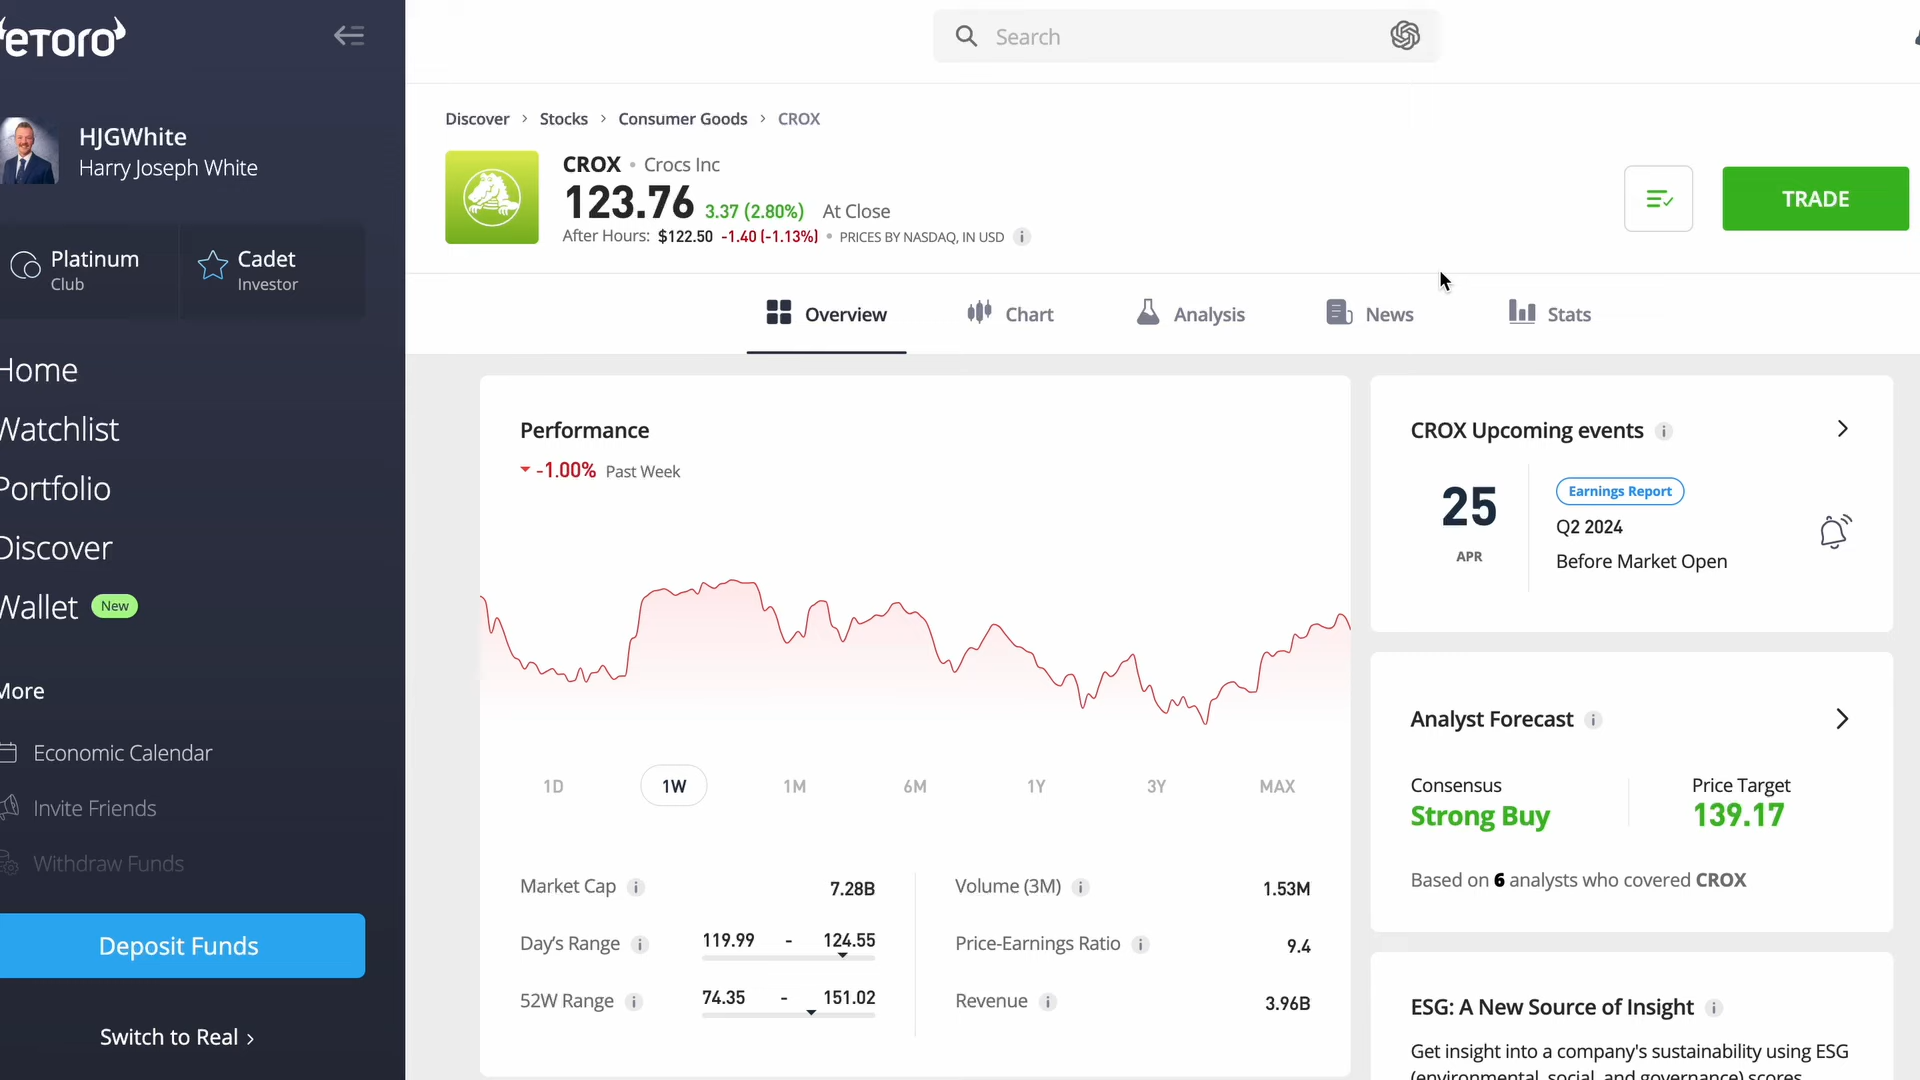 eTORO
Search
HJGWhite
Harry Joseph White
Platinum
Club
Cadet
Investor
Home
Watchlist
Portfolio
Discover
Wallet New
More
Economic Calendar
Invite Friends
Withdraw Funds
Deposit Funds
Switch to Real ›
Discover › Stocks › Consumer Goods › CROX
CROX • Crocs Inc
123.76 3.37 (2.80%) At Close
After Hours: $122.50 -1.40 (-1.13%) • PRICES BY NASDAQ, IN USD
TRADE
Overview
Chart
Analysis
News
Stats
Performance
-1.00% Past Week
1D 1W 1M 6M 1Y 3Y MAX
Market Cap 7.28B
Day's Range 119.99 - 124.55
52W Range 74.35 - 151.02
Volume (3M) 1.53M
Price-Earnings Ratio 9.4
Revenue 3.96B
CROX Upcoming events
25
APR
Earnings Report
Q2 2024
Before Market Open
Analyst Forecast
Consensus
Strong Buy
Price Target
139.17
Based on 6 analysts who covered CROX
ESG: A New Source of Insight
Get insight into a company's sustainability using ESG
(environmental, social, and governance) scores